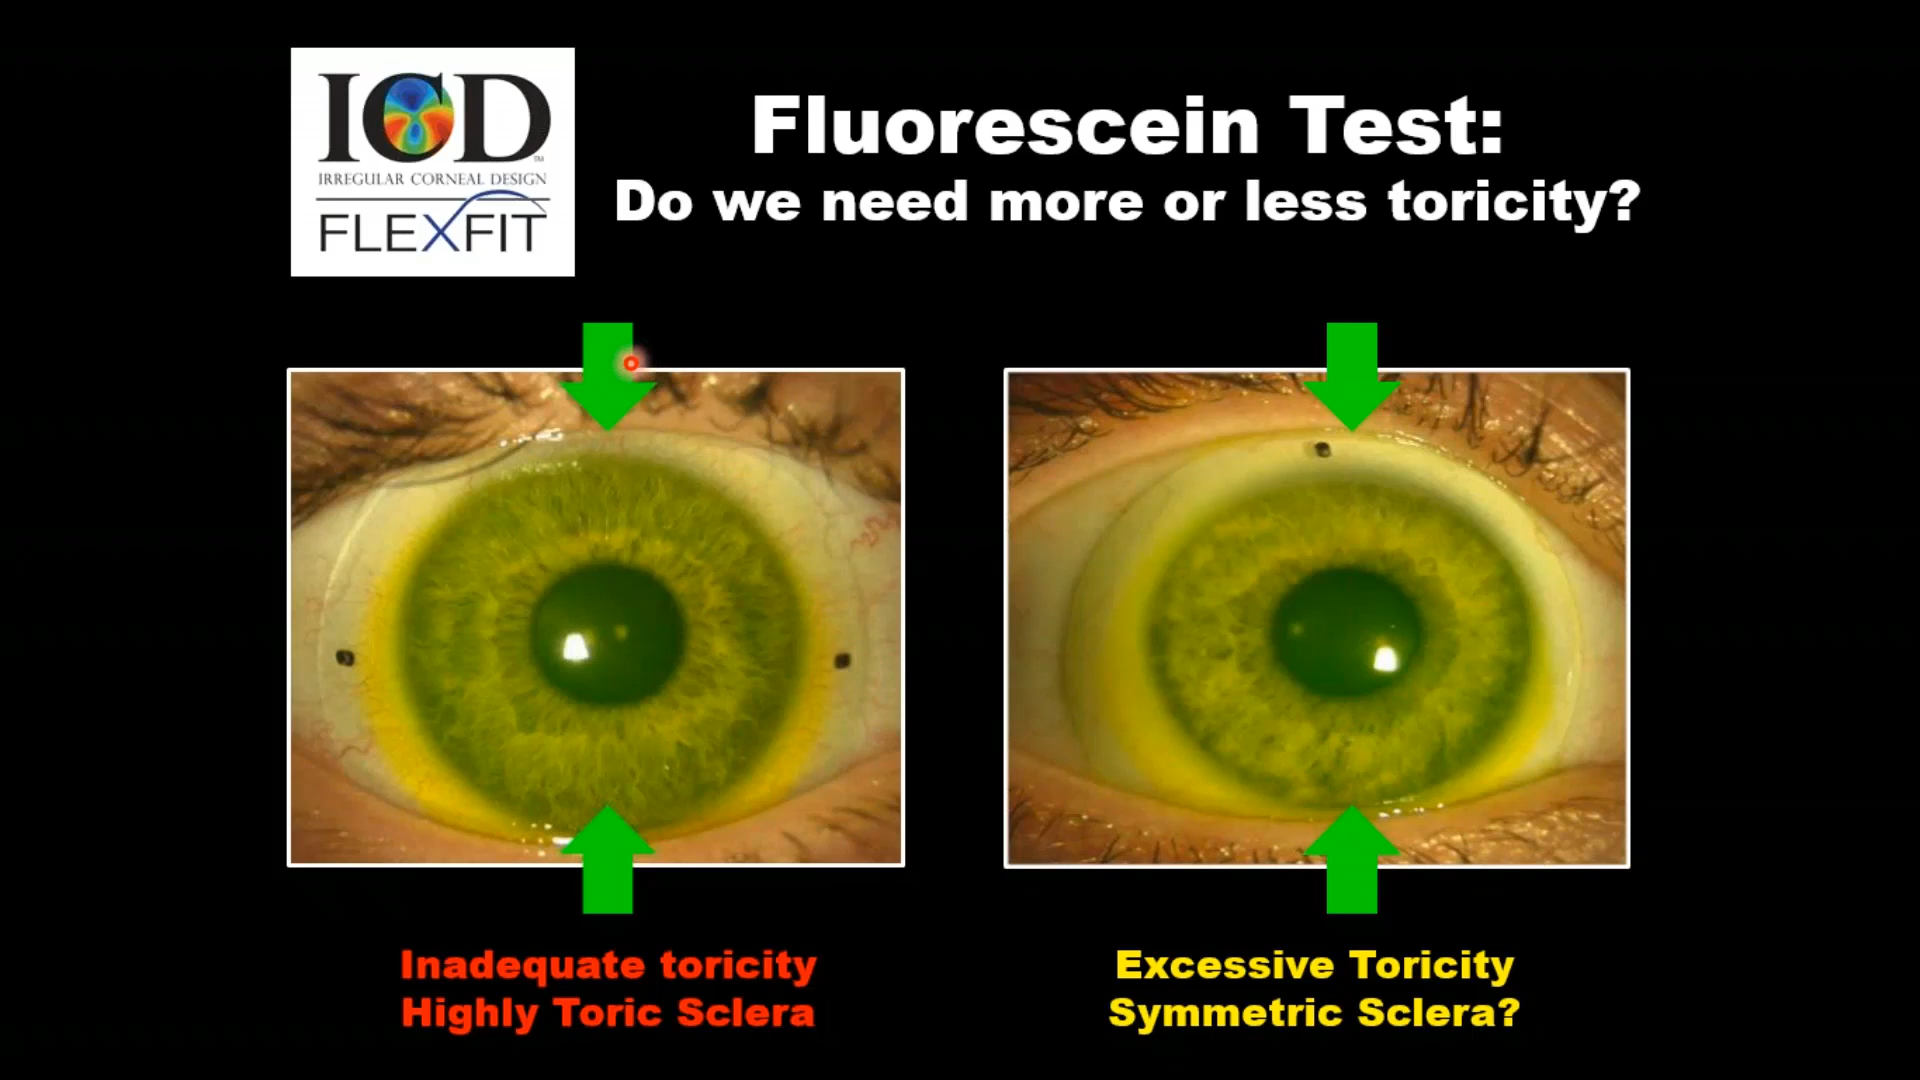 ICD™
IRREGULAR CORNEAL DESIGN
FLEXFIT
Fluorescein Test:
Do we need more or less toricity?
Inadequate toricity
Highly Toric Sclera
Excessive Toricity
Symmetric Sclera?